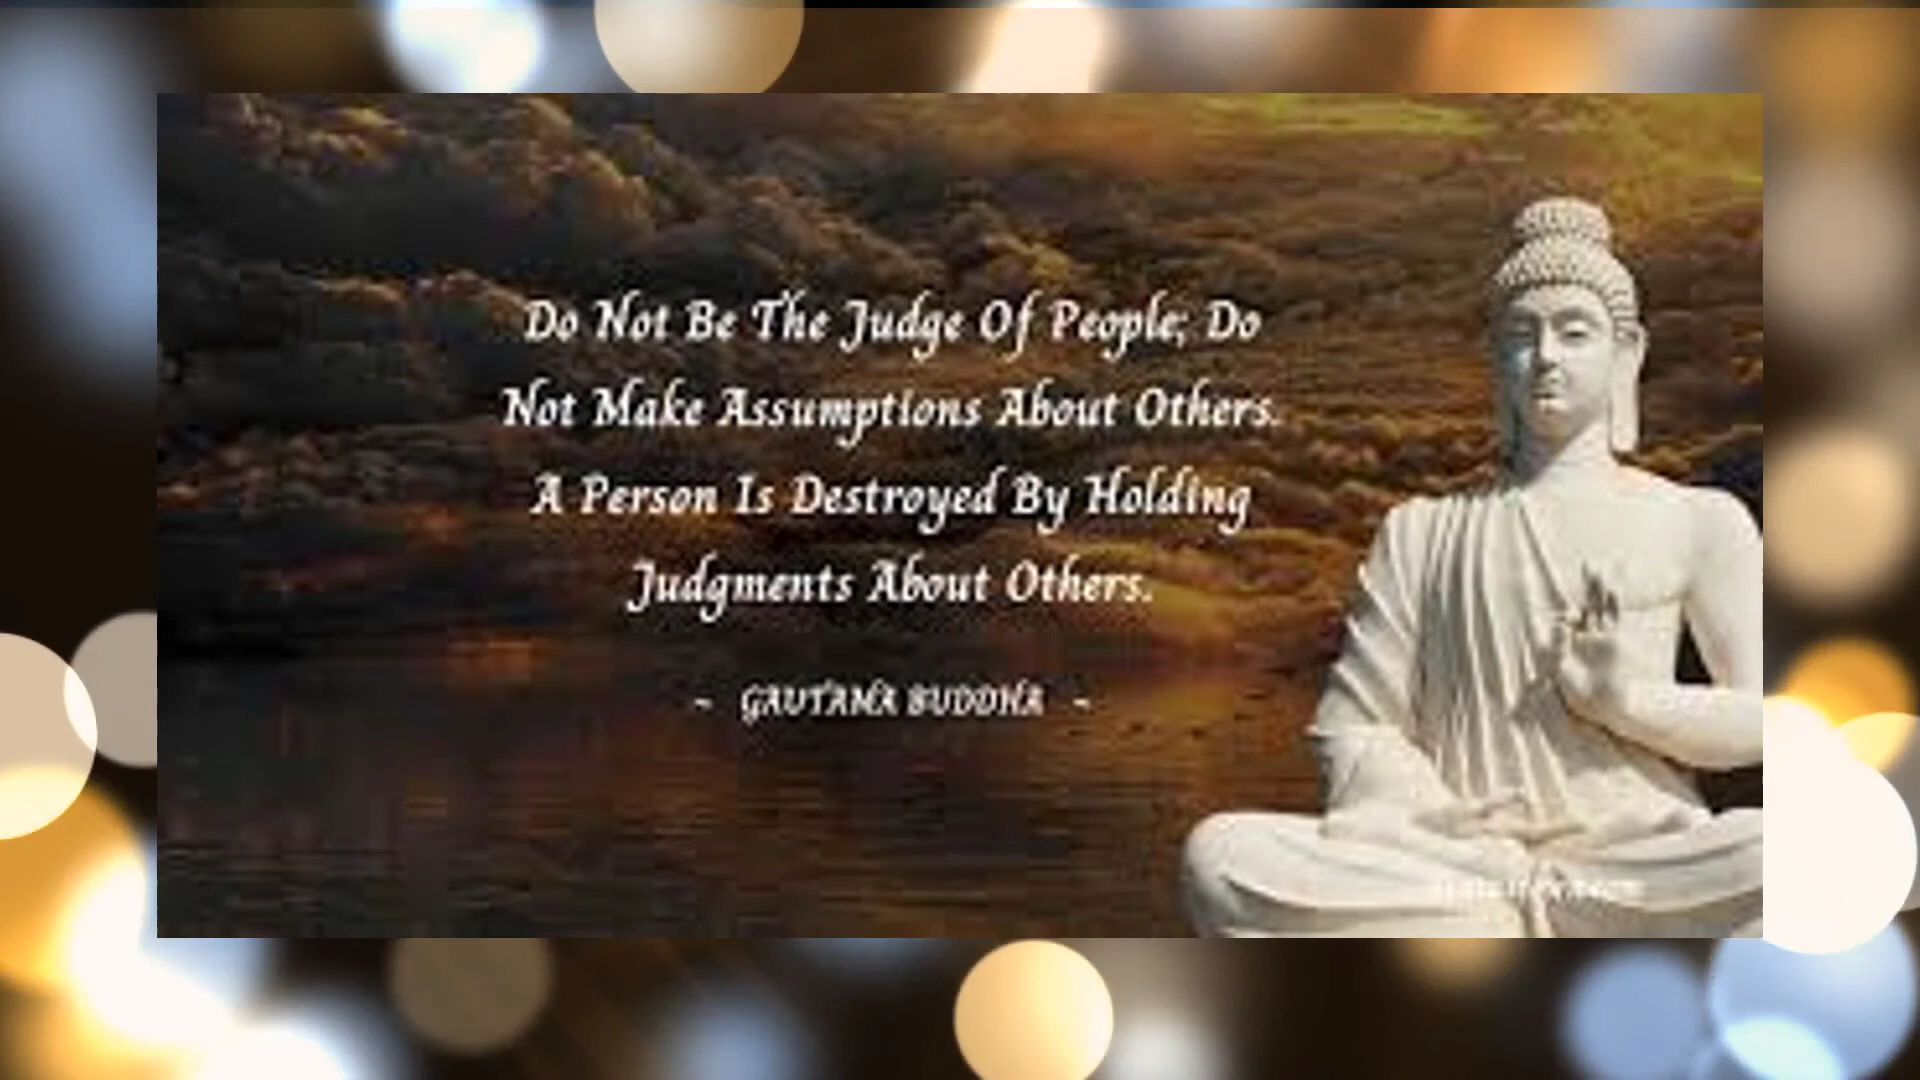 Do Not Be The Judge Of People; Do
Not Make Assumptions About Others.
A Person Is Destroyed By Holding
Judgments About Others.
~ GAUTAMA BUDDHA ~